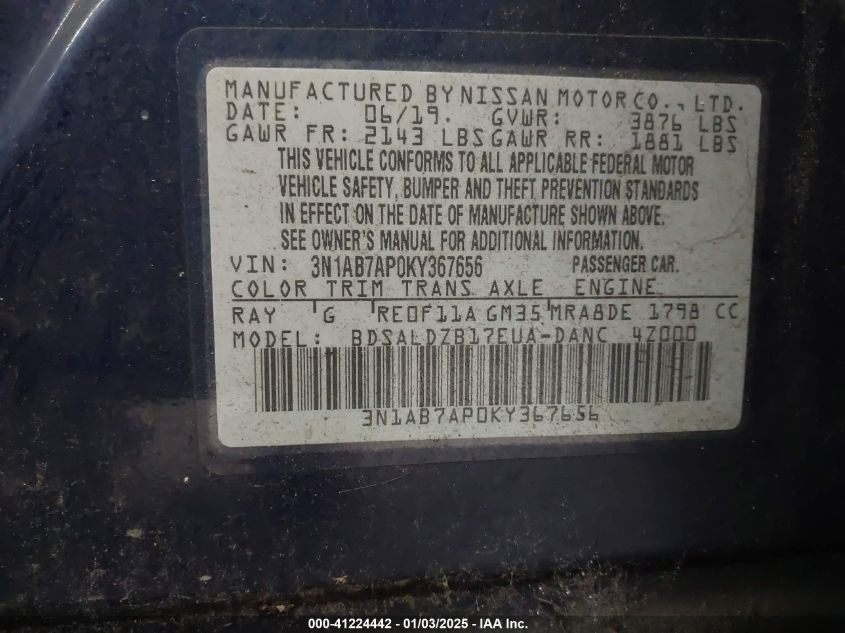 MANUFACTURED BY NISSAN MOTOR CO., LTD.
DATE: 06/19. GVWR: 3876 LBS
GAWR FR: 2143 LBS GAWR RR: 1881 LBS
THIS VEHICLE CONFORMS TO ALL APPLICABLE FEDERAL MOTOR
VEHICLE SAFETY, BUMPER AND THEFT PREVENTION STANDARDS
IN EFFECT ON THE DATE OF MANUFACTURE SHOWN ABOVE.
SEE OWNER'S MANUAL FOR ADDITIONAL INFORMATION.
VIN: 3N1AB7AP0KY367656 PASSENGER CAR.
COLOR TRIM TRANS AXLE ENGINE
RAY G RE0F11A GM35 MRA8DE 1798 CC
MODEL: BDSALDZB17EUA-DANC 4Z000
3N1AB7AP0KY367656
000-41224442 | 01/03/2025 | Copyright © IAA, Inc.